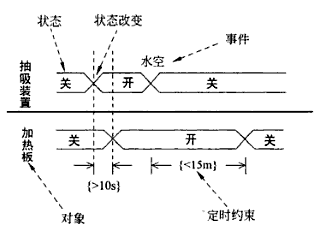 状态
状态改变
事件
水空
抽吸装置
关
开
关
加热板
关
开
关
{>10s}
{<15m}
对象
定时约束